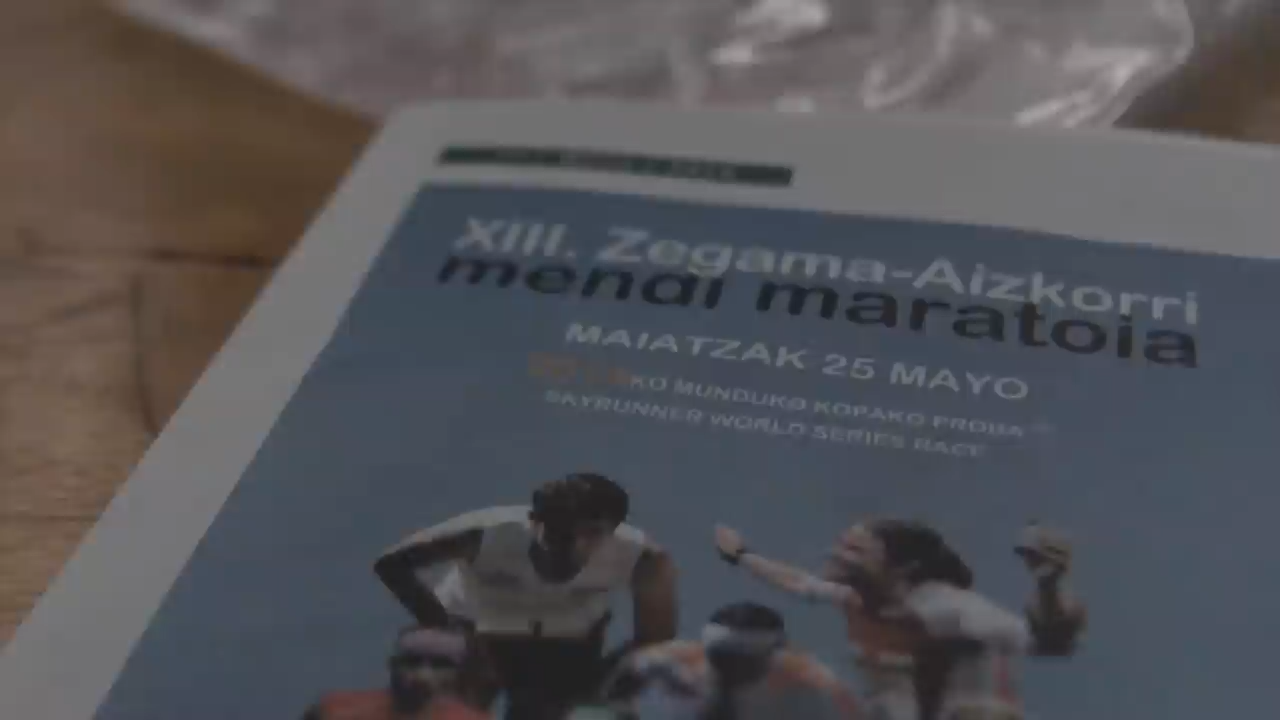 XIII. Zegama-Aizkorri
mendi maratoia
MAIATZAK 25 MAYO
KO MUNDUKO KOPAKO PROBA
SKYRUNNER WORLD SERIES RACE